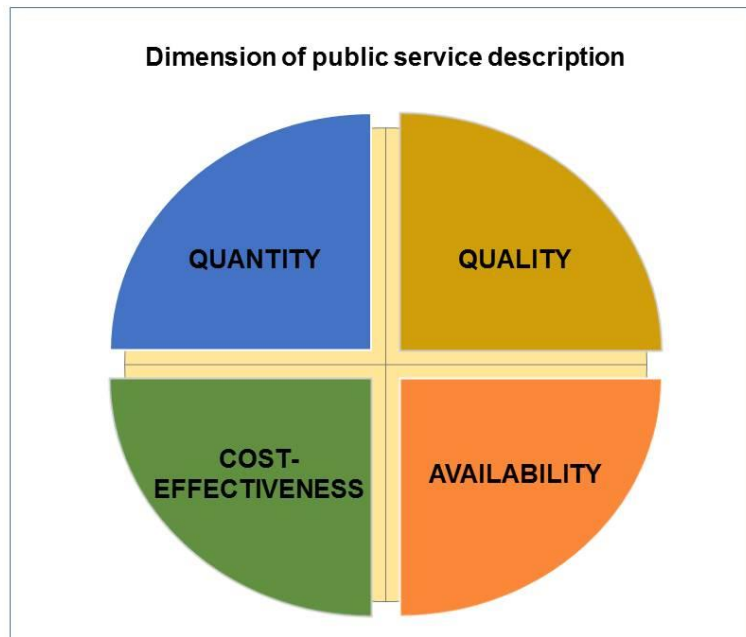 Dimension of public service description
QUANTITY
QUALITY
COST-
EFFECTIVENESS
AVAILABILITY